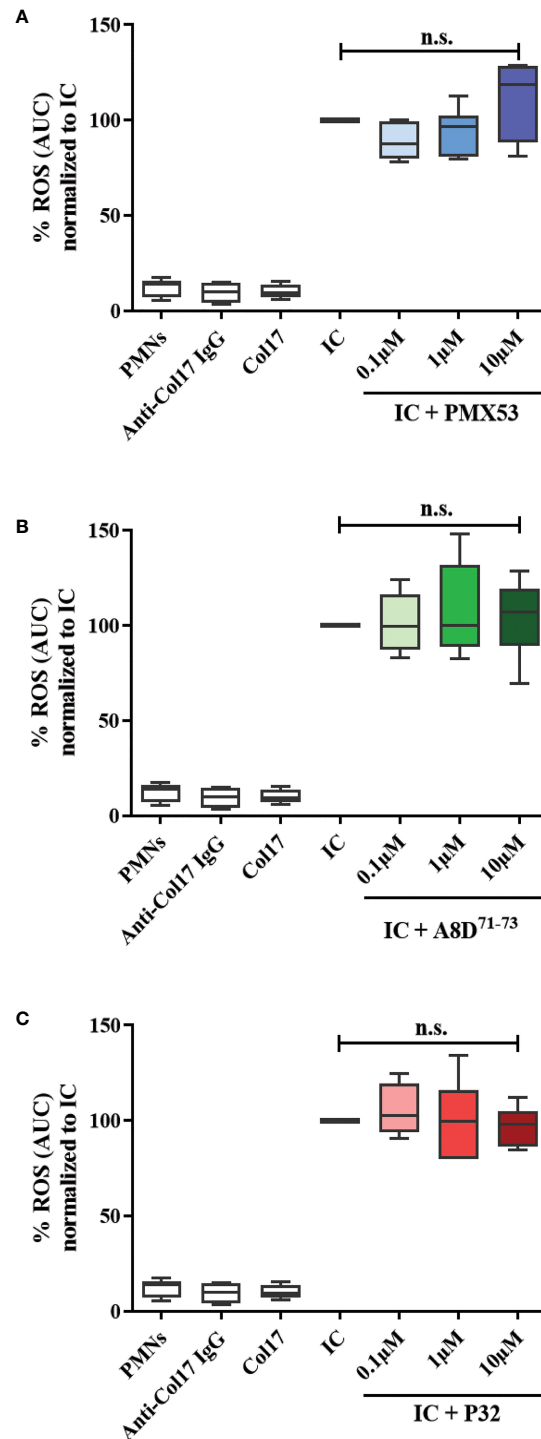 A
% ROS (AUC)
normalized to IC
150
100
50
0
n.s.
PMNs
Anti-Col17 IgG
Col17
IC
0.1µM
1µM
10µM
IC + PMX53
B
% ROS (AUC)
normalized to IC
150
100
50
0
n.s.
PMNs
Anti-Col17 IgG
Col17
IC
0.1µM
1µM
10µM
IC + A8D71-73
C
% ROS (AUC)
normalized to IC
150
100
50
0
n.s.
PMNs
Anti-Col17 IgG
Col17
IC
0.1µM
1µM
10µM
IC + P32